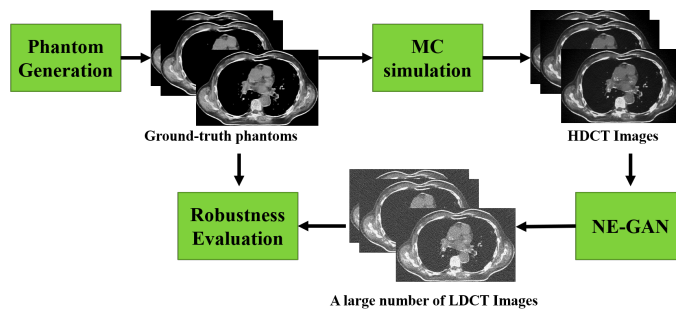 Phantom
Generation
MC
simulation
Ground-truth phantoms
HDCT Images
Robustness
Evaluation
NE-GAN
A large number of LDCT Images